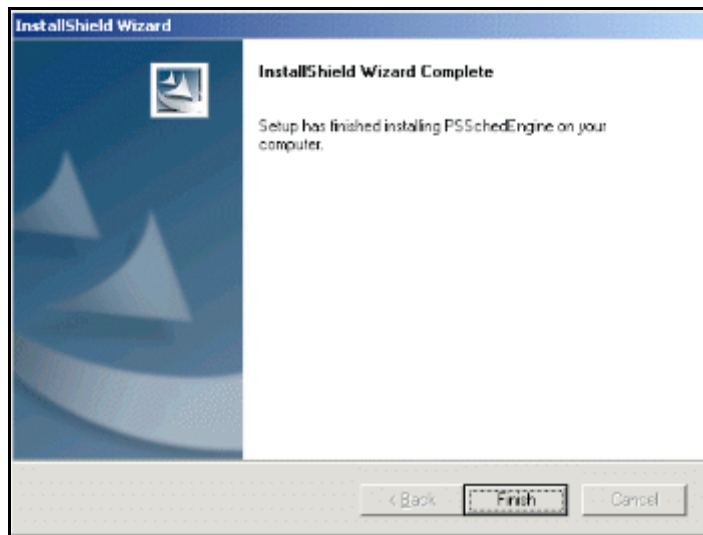 InstallShield Wizard
InstallShield Wizard Complete
Setup has finished installing PSSchedEngine on your
computer.
< Back
Finish
Cancel